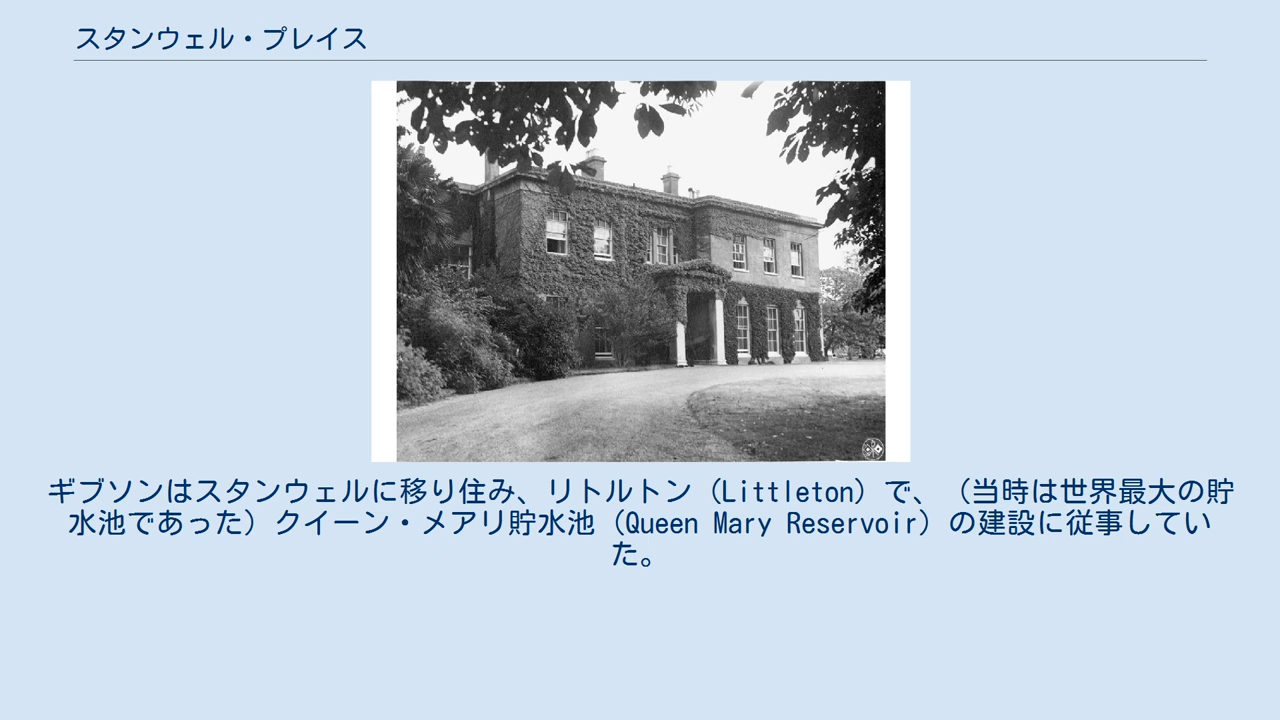 スタンウェル・プレイス
ギブソンはスタンウェルに移り住み、リトルトン（Littleton）で、（当時は世界最大の貯
水池であった）クイーン・メアリ貯水池（Queen Mary Reservoir）の建設に従事してい
た。